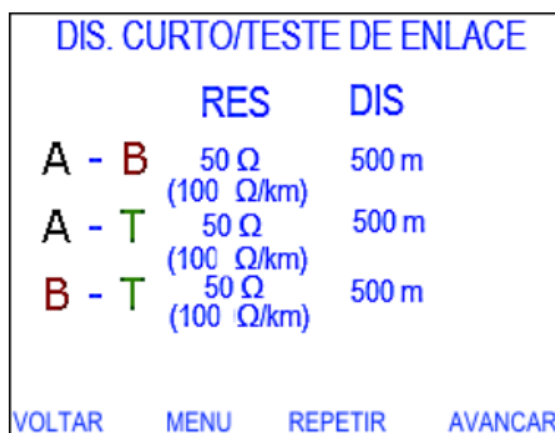 DIS. CURTO/TESTE DE ENLACE
RES DIS
A - B 50 Ω 500 m
(100 Ω/km)
A - T 50 Ω 500 m
(100 Ω/km)
B - T 50 Ω 500 m
(100 Ω/km)
VOLTAR MENU REPETIR AVANCAR